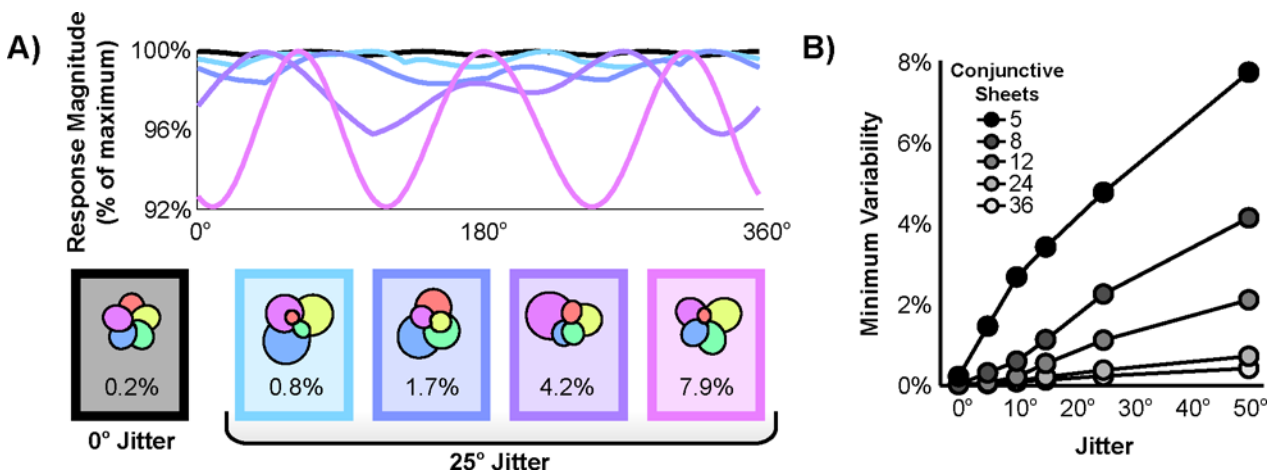 A)
Response Magnitude
(% of maximum)
100%
96%
92%
0°
180°
360°
0.2%
0.8%
1.7%
4.2%
7.9%
0° Jitter
25° Jitter
B)
Minimum Variability
8%
6%
4%
2%
0%
Conjunctive
Sheets
5
8
12
24
36
0°
10°
20°
30°
40°
50°
Jitter